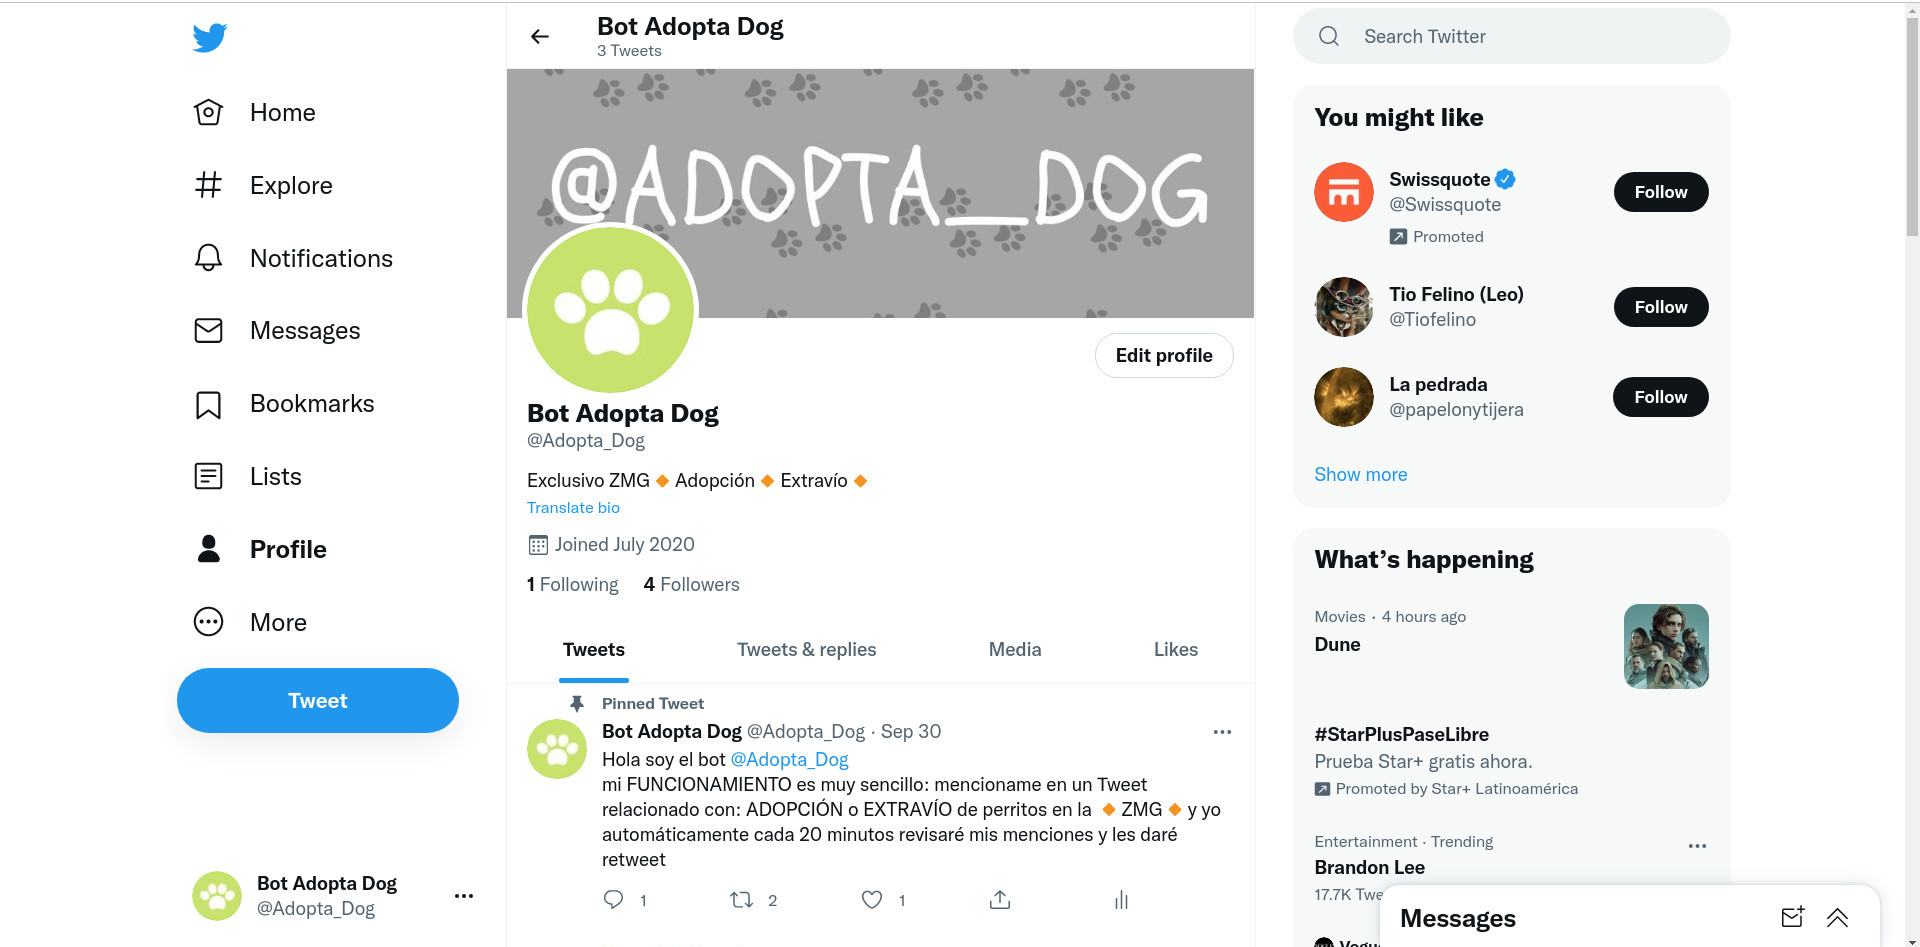 Home
Explore
Notifications
Messages
Bookmarks
Lists
Profile
More
Tweet
Bot Adopta Dog
@Adopta_Dog
Bot Adopta Dog
3 Tweets
@ADOPTA_DOG
Edit profile
Bot Adopta Dog
@Adopta_Dog
Exclusivo ZMG 🔸 Adopción 🔸 Extravío 🔸
Translate bio
Joined July 2020
1 Following 4 Followers
Tweets Tweets & replies Media Likes
Pinned Tweet
Bot Adopta Dog @Adopta_Dog · Sep 30
Hola soy el bot @Adopta_Dog
mi FUNCIONAMIENTO es muy sencillo: mencioname en un Tweet
relacionado con: ADOPCIÓN o EXTRAVÍO de perritos en la 🔸 ZMG 🔸 y yo
automáticamente cada 20 minutos revisaré mis menciones y les daré
retweet
1 2 1
Search Twitter
You might like
Swissquote
@Swissquote
Promoted
Follow
Tio Felino (Leo)
@Tiofelino
Follow
La pedrada
@papelonytijera
Follow
Show more
What's happening
Movies · 4 hours ago
Dune
#StarPlusPaseLibre
Prueba Star+ gratis ahora.
Promoted by Star+ Latinoamérica
Entertainment · Trending
Brandon Lee
17.7K Twe
Messages